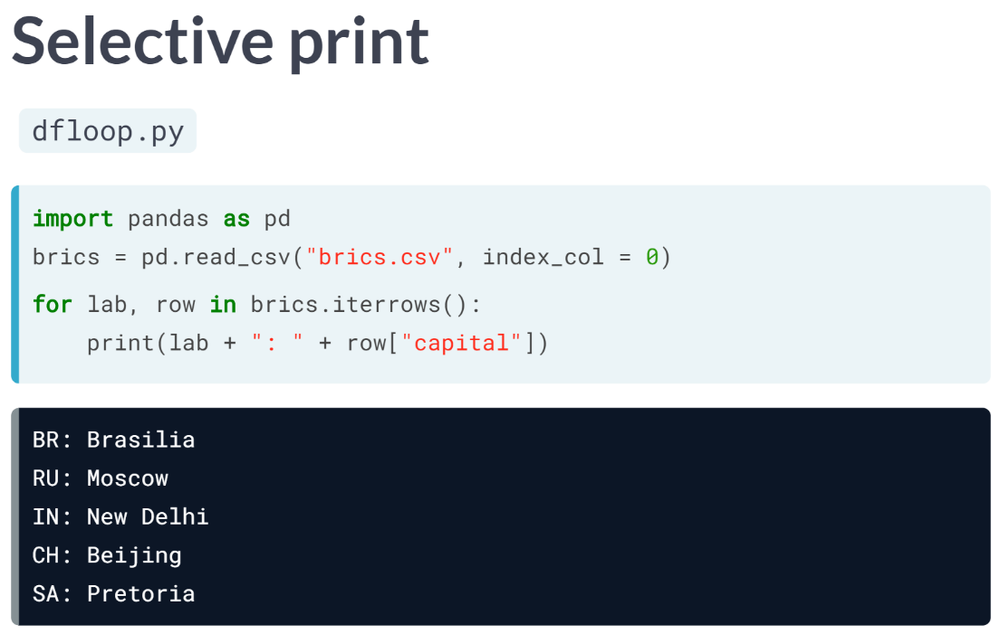 Selective print
dfloop.py
import pandas as pd
brics = pd.read_csv("brics.csv", index_col = 0)
for lab, row in brics.iterrows():
    print(lab + ": " + row["capital"])
BR: Brasilia
RU: Moscow
IN: New Delhi
CH: Beijing
SA: Pretoria